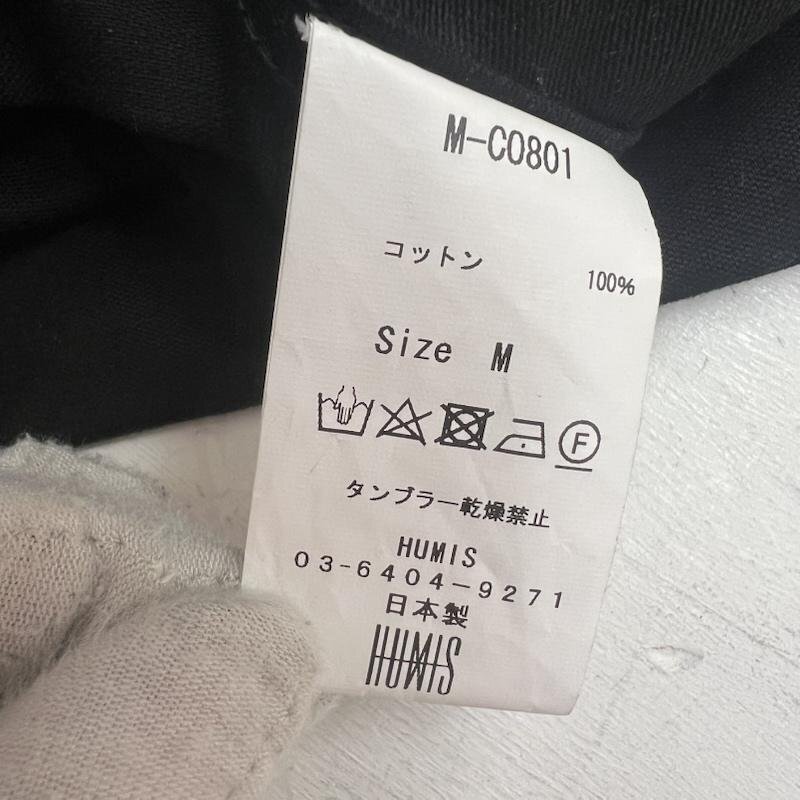 M-C0801
コットン 100%
Size M
F
タンブラー乾燥禁止
HUMIS
03-6404-9271
日本製
HUMIS